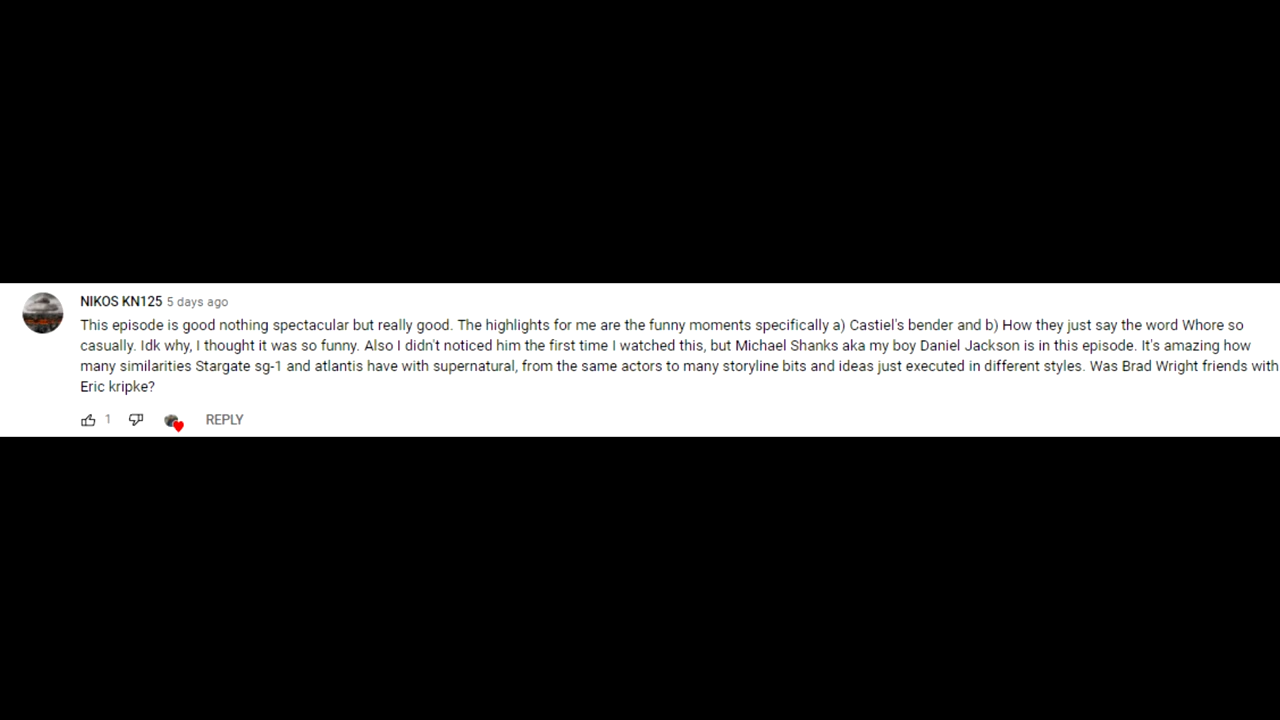 NIKOS KN125 5 days ago
This episode is good nothing spectacular but really good. The highlights for me are the funny moments specifically a) Castiel's bender and b) How they just say the word Whore so
casually. Idk why, I thought it was so funny. Also I didn't noticed him the first time I watched this, but Michael Shanks aka my boy Daniel Jackson is in this episode. It's amazing how
many similarities Stargate sg-1 and atlantis have with supernatural, from the same actors to many storyline bits and ideas just executed in different styles. Was Brad Wright friends with
Eric kripke?
1 REPLY